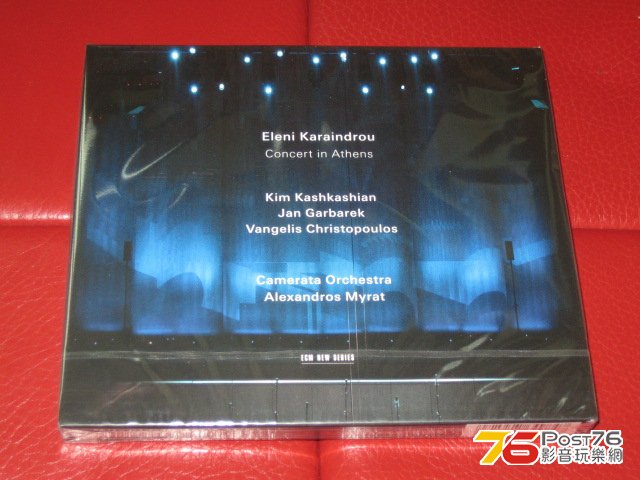 Eleni Karaindrou
Concert in Athens
Kim Kashkashian
Jan Garbarek
Vangelis Christopoulos
Camerata Orchestra
Alexandros Myrat
ECM NEW SERIES
76 Post76
影音玩樂網